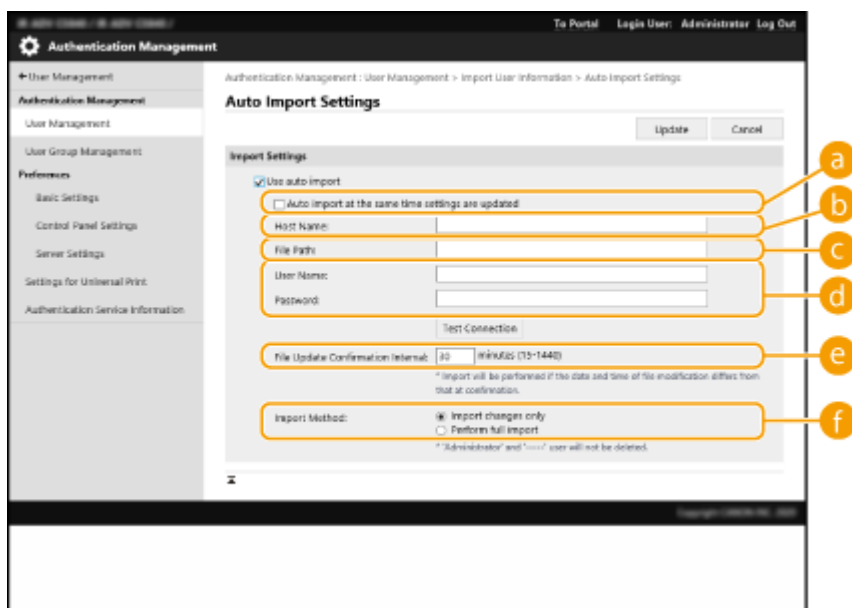 To Portal Login User: Administrator Log Out
Authentication Management
User Management
Authentication Management : User Management > Import User Information > Auto Import Settings
Authentication Management
Auto Import Settings
User Management
Update Cancel
User Group Management
Import Settings
Preferences
Use auto import
a
Basic Settings
Auto import at the same time settings are updated
b
Control Panel Settings
Host Name:
Server Settings
File Path:
c
Settings for Universal Print
User Name:
Authentication Service Information
Password:
d
Test Connection
File Update Confirmation Interval: 30 minutes (15-1440)
e
* Import will be performed if the date and time of file modification differs from
that at confirmation.
Import Method:
Import changes only
f
Perform full import
* "Administrator" and "-----" user will not be deleted.
Copyright CANON INC.